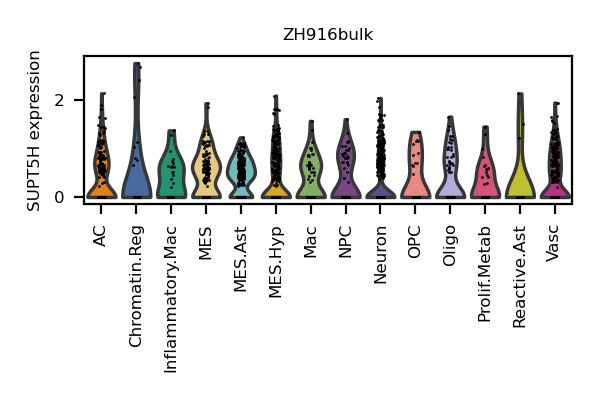 ZH916bulk
SUPT5H expression
2
0
AC
Chromatin.Reg
Inflammatory.Mac
MES
MES.Ast
MES.Hyp
Mac
NPC
Neuron
OPC
Oligo
Prolif.Metab
Reactive.Ast
Vasc